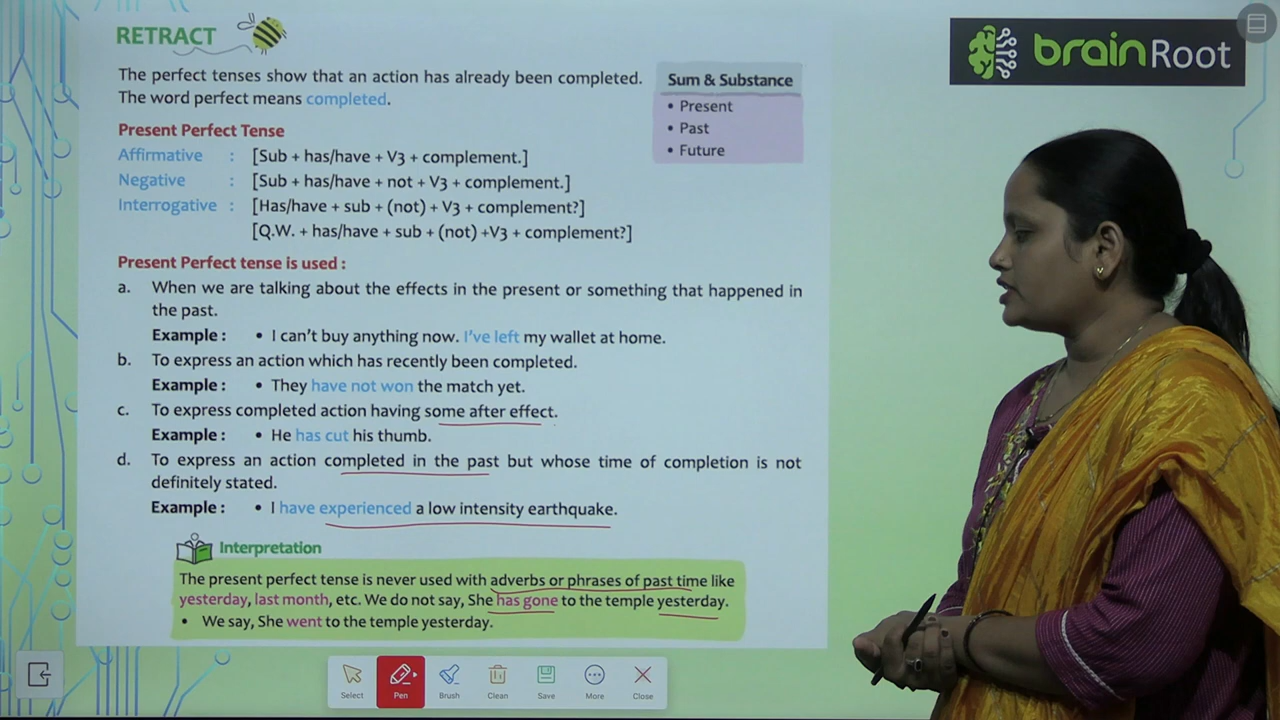 RETRACT
The perfect tenses show that an action has already been completed.
The word perfect means completed.
Sum & Substance
• Present
• Past
• Future
Present Perfect Tense
Affirmative : [Sub + has/have + V3 + complement.]
Negative : [Sub + has/have + not + V3 + complement.]
Interrogative : [Has/have + sub + (not) + V3 + complement?]
[Q.W. + has/have + sub + (not) +V3 + complement?]
Present Perfect tense is used :
a. When we are talking about the effects in the present or something that happened in
the past.
Example : • I can't buy anything now. I've left my wallet at home.
b. To express an action which has recently been completed.
Example : • They have not won the match yet.
c. To express completed action having some after effect.
Example : • He has cut his thumb.
d. To express an action completed in the past but whose time of completion is not
definitely stated.
Example : • I have experienced a low intensity earthquake.
Interpretation
The present perfect tense is never used with adverbs or phrases of past time like
yesterday, last month, etc. We do not say, She has gone to the temple yesterday.
• We say, She went to the temple yesterday.
brainRoot
Select
Pen
Brush
Clean
Save
More
Close